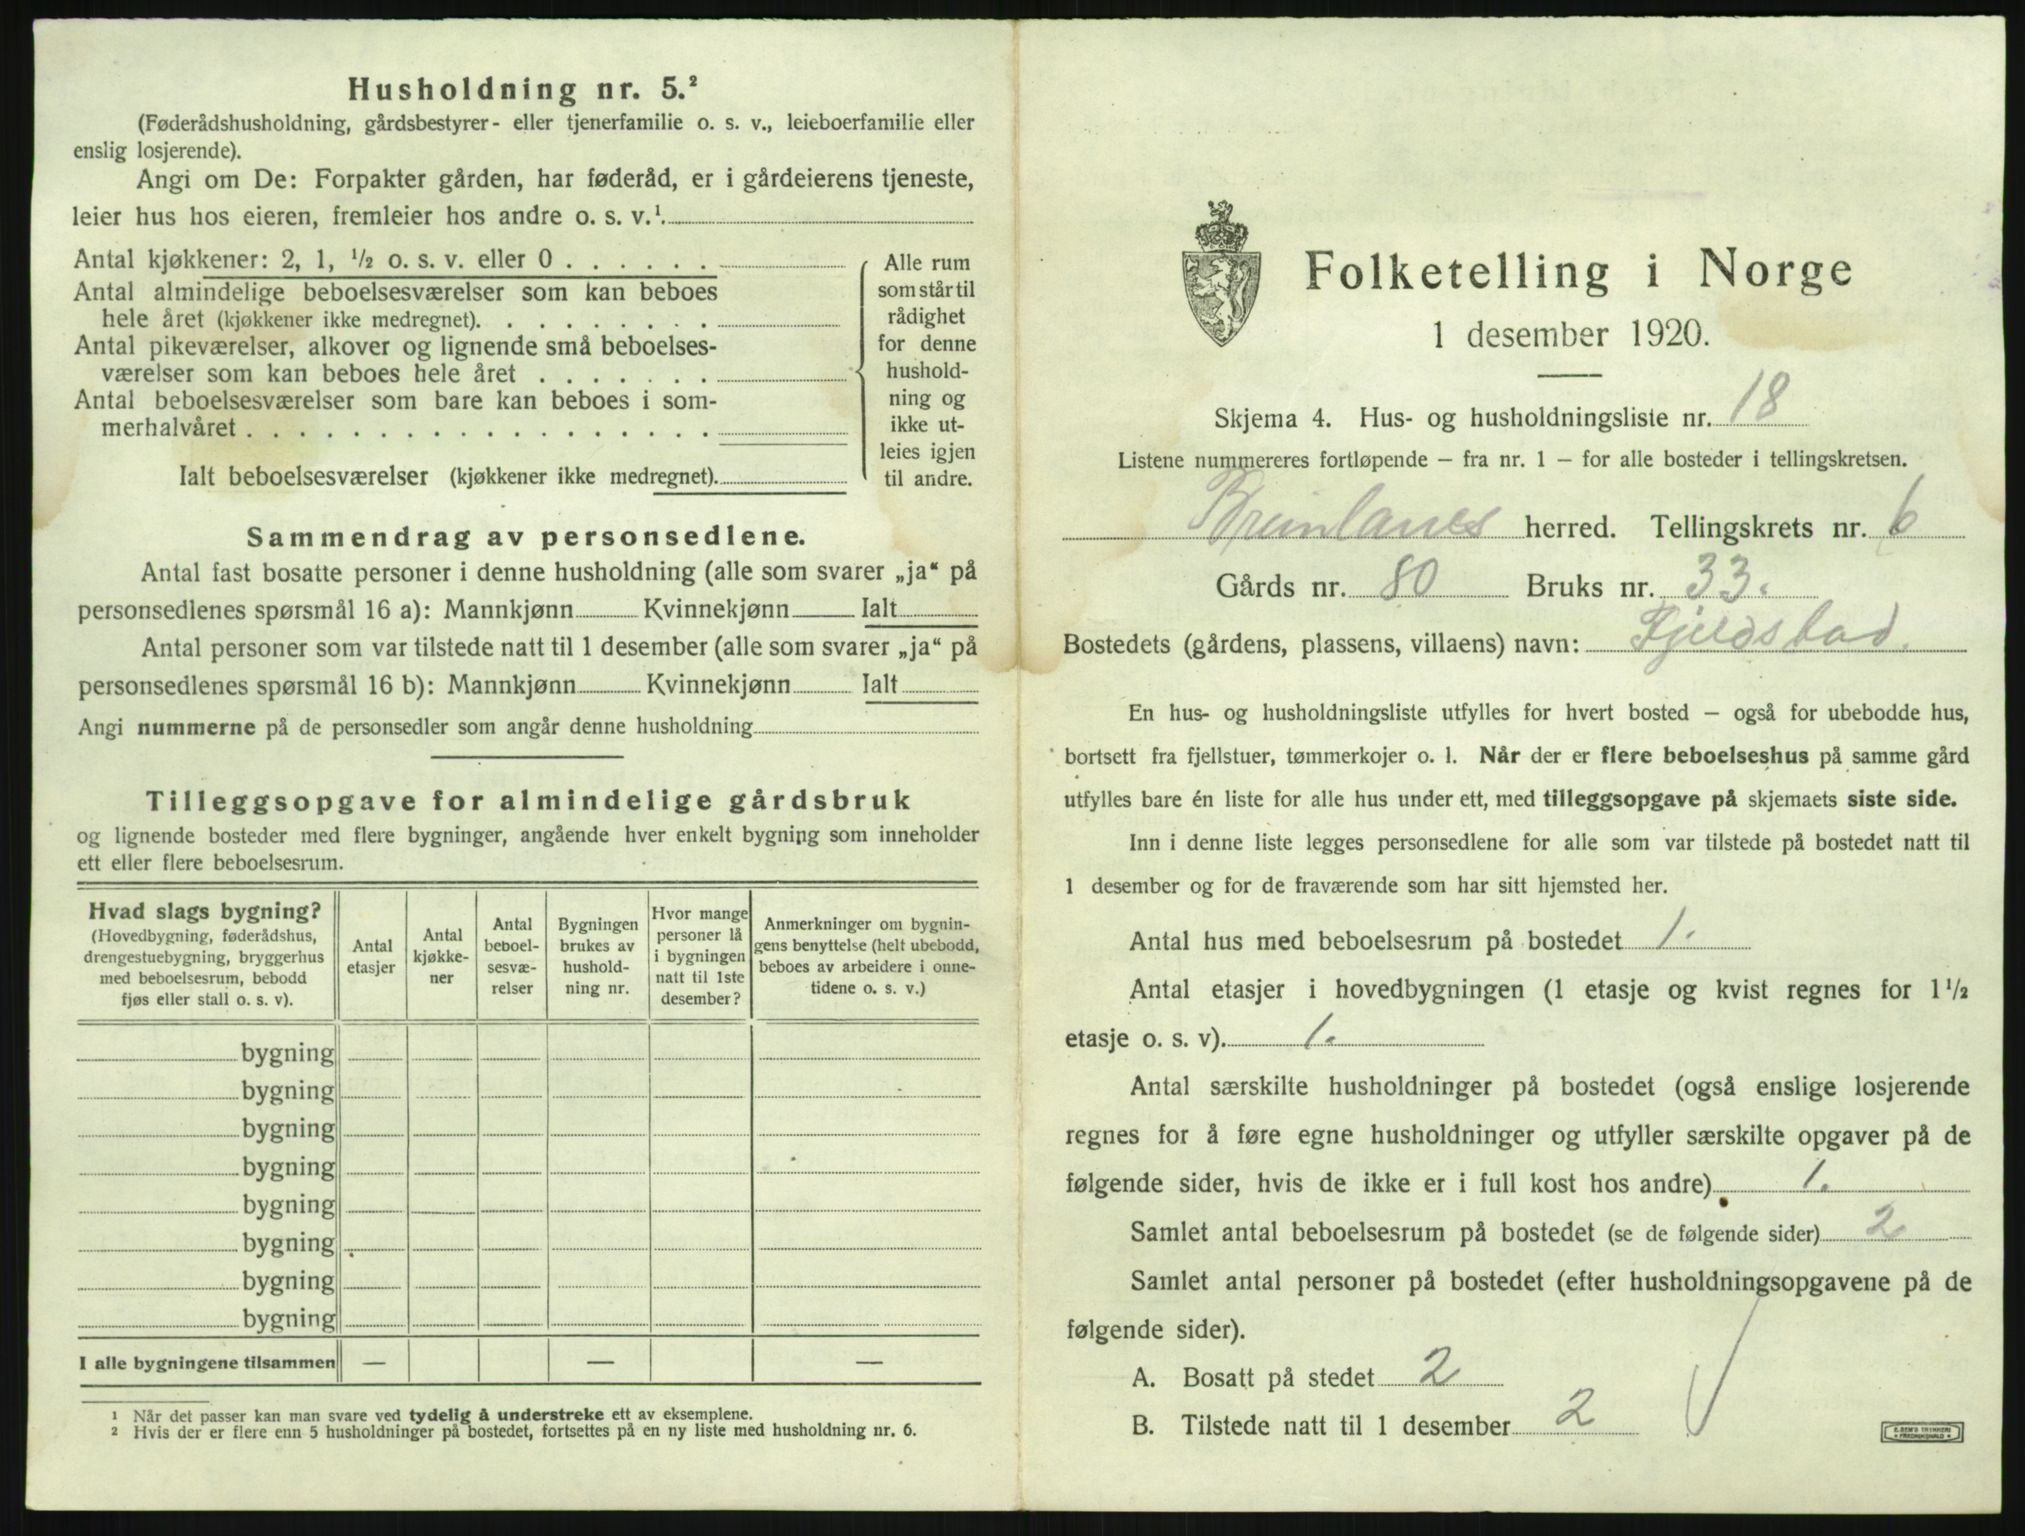 Husholdning nr. 5.²
(Føderådshusholdning, gårdsbestyrer- eller tjenerfamilie o. s. v., leieboerfamilie eller
enslig losjerende).
Angi om De: Forpakter gården, har føderåd, er i gårdeierens tjeneste,
leier hus hos eieren, fremleier hos andre o. s. v.¹.
Antal kjøkkener: 2, 1, ½ o. s. v. eller 0 . . . . . .
Antal almindelige beboelsesværelser som kan beboes
hele året (kjøkkener ikke medregnet). . . . . . . . .
Antal pikeværelser, alkover og lignende små beboelses-
værelser som kan beboes hele året . . . . . . .
Antal beboelsesværelser som bare kan beboes i som-
merhalvåret . . . . . . . . . . . . . . . . . .
Alle rum
som står til
rådighet
for denne
hushold-
ning og
ikke ut-
leies igjen
til andre.
Ialt beboelsesværelser (kjøkkener ikke medregnet).
Sammendrag av personsedlene.
Antal fast bosatte personer i denne husholdning (alle som svarer „ja“ på
personsedlenes spørsmål 16 a): Mannkjønn Kvinnekjønn Ialt
Antal personer som var tilstede natt til 1 desember (alle som svarer „ja“ på
personsedlenes spørsmål 16 b): Mannkjønn Kvinnekjønn Ialt
Angi nummerne på de personsedler som angår denne husholdning
Tilleggsopgave for almindelige gårdsbruk
og lignende bosteder med flere bygninger, angående hver enkelt bygning som inneholder
ett eller flere beboelsesrum.
Hvad slags bygning?
(Hovedbygning, føderådshus,
drengestuebygning, bryggerhus
med beboelsesrum, bebodd
fjøs eller stall o. s. v).
Antal
etasjer
Antal
kjøkke-
ner
Antal
beboel-
sesvæ-
relser
Bygningen
brukes av
hushold-
ning nr.
Hvor mange
personer lå
i bygningen
natt til 1ste
desember?
Anmerkninger om bygnin-
gens benyttelse (helt ubebodd,
beboes av arbeidere i onne-
tidene o. s. v.)
bygning
bygning
bygning
bygning
bygning
bygning
bygning
bygning
I alle bygningene tilsammen — — —
¹ Når det passer kan man svare ved tydelig å understreke ett av eksemplene.
² Hvis der er flere enn 5 husholdninger på bostedet, fortsettes på en ny liste med husholdning nr. 6.
Folketelling i Norge
1 desember 1920.
Skjema 4. Hus- og husholdningsliste nr. 18
Listene nummereres fortløpende – fra nr. 1 – for alle bosteder i tellingskretsen.
Brunlanes herred. Tellingskrets nr. 6
Gårds nr. 80 Bruks nr. 33.
Bostedets (gårdens, plassens, villaens) navn: Fjeldstad.
En hus- og husholdningsliste utfylles for hvert bosted – også for ubebodde hus,
bortsett fra fjellstuer, tømmerkojer o. l. Når der er flere beboelseshus på samme gård
utfylles bare én liste for alle hus under ett, med tilleggsopgave på skjemaets siste side.
Inn i denne liste legges personsedlene for alle som var tilstede på bostedet natt til
1 desember og for de fraværende som har sitt hjemsted her.
Antal hus med beboelsesrum på bostedet 1.
Antal etasjer i hovedbygningen (1 etasje og kvist regnes for 1½
etasje o. s. v). 1.
Antal særskilte husholdninger på bostedet (også enslige losjerende
regnes for å føre egne husholdninger og utfyller særskilte opgaver på de
følgende sider, hvis de ikke er i full kost hos andre) 1.
Samlet antal beboelsesrum på bostedet (se de følgende sider) 2
Samlet antal personer på bostedet (efter husholdningsopgavene på de
følgende sider).
A. Bosatt på stedet 2
B. Tilstede natt til 1 desember 2